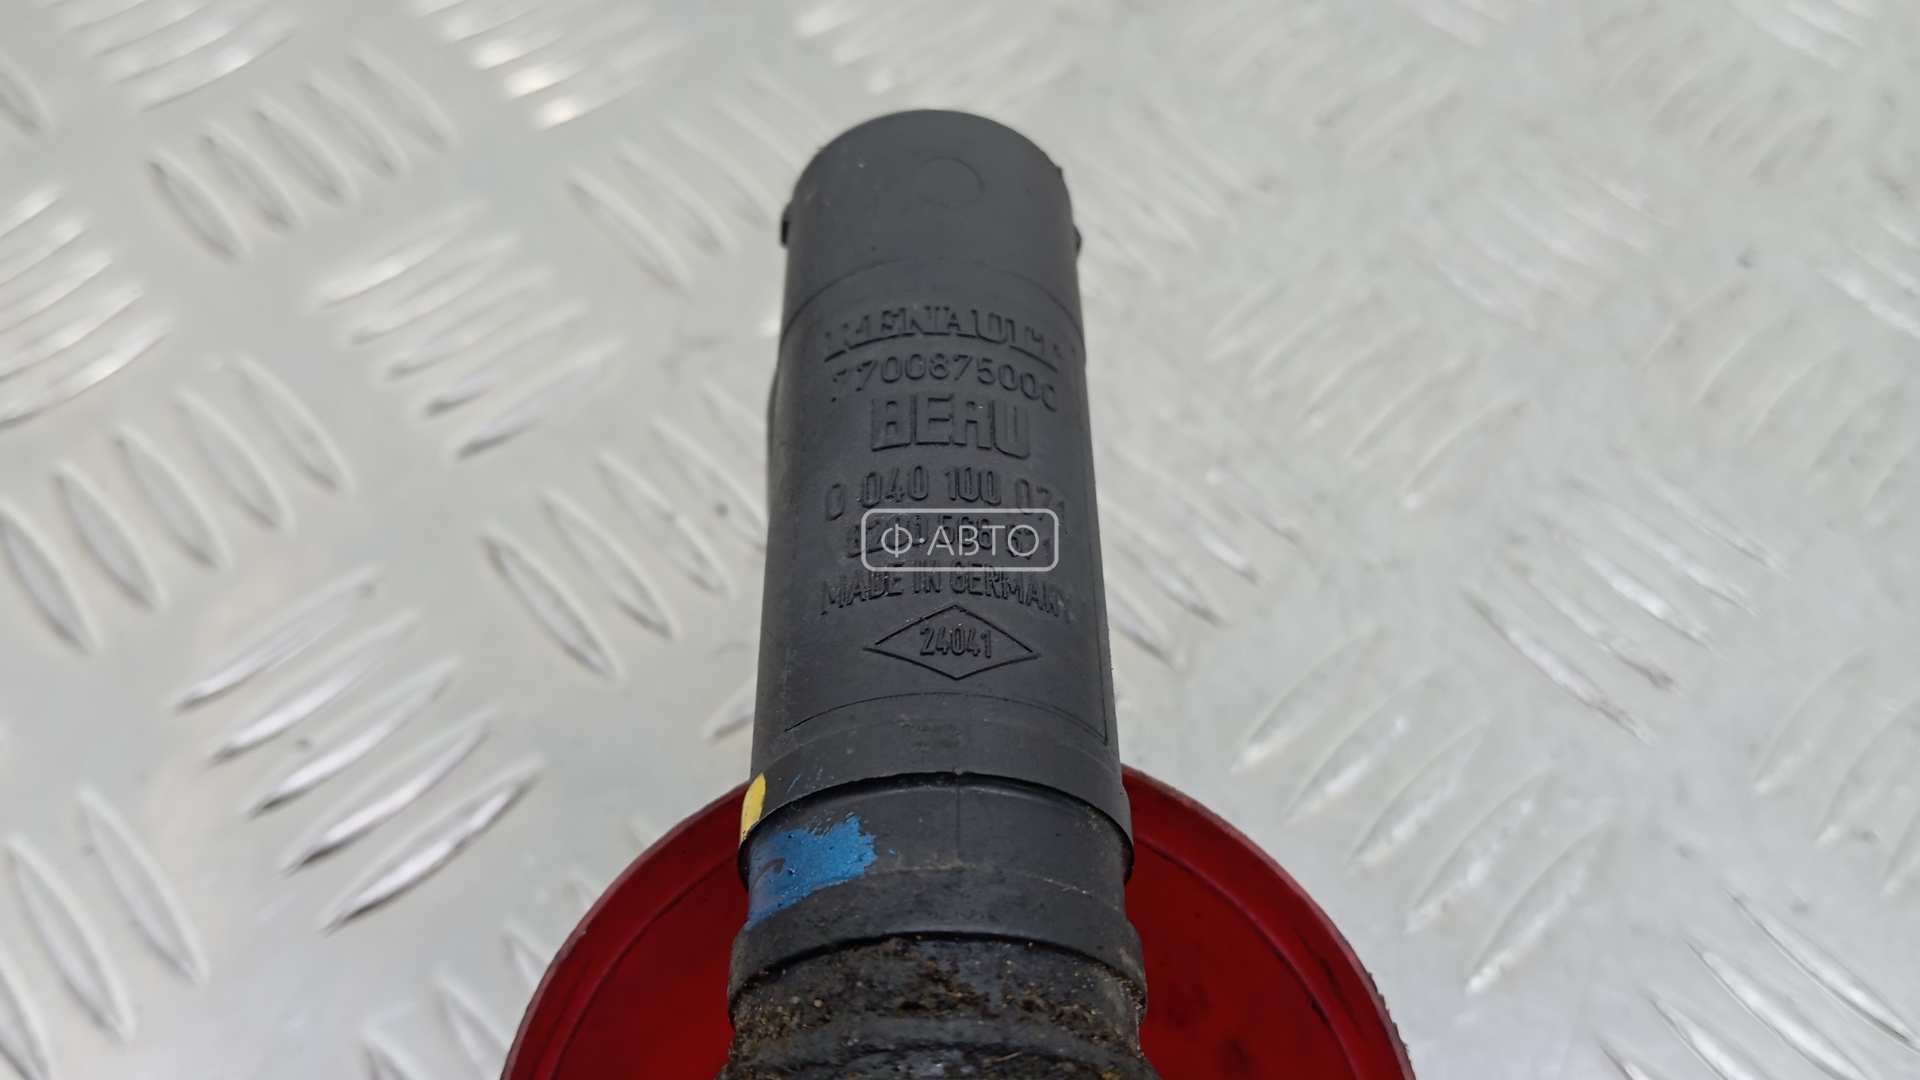 RENAULT
7700875000
BERU
0 040 100 071
Ф АВТО
MADE IN GERMANY
24041